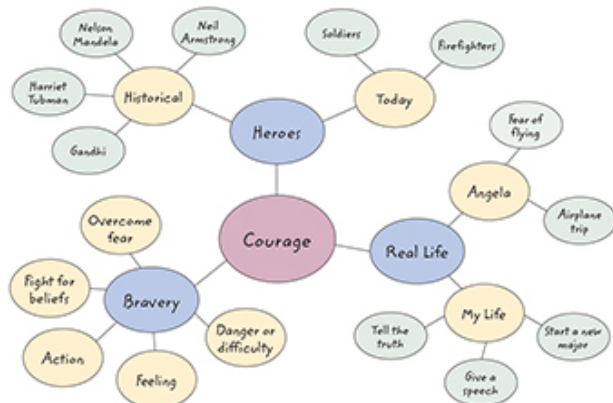 Nelson
Mandela
Neil
Armstrong
Harriet
Tubman
Historical
Gandhi
Soldiers
Firefighters
Today
Heroes
Courage
Fear of
flying
Angela
Airplane
trip
Real Life
My Life
Tell the
truth
Give a
speech
Start a new
major
Overcome
fear
Fight for
beliefs
Bravery
Action
Feeling
Danger or
difficulty